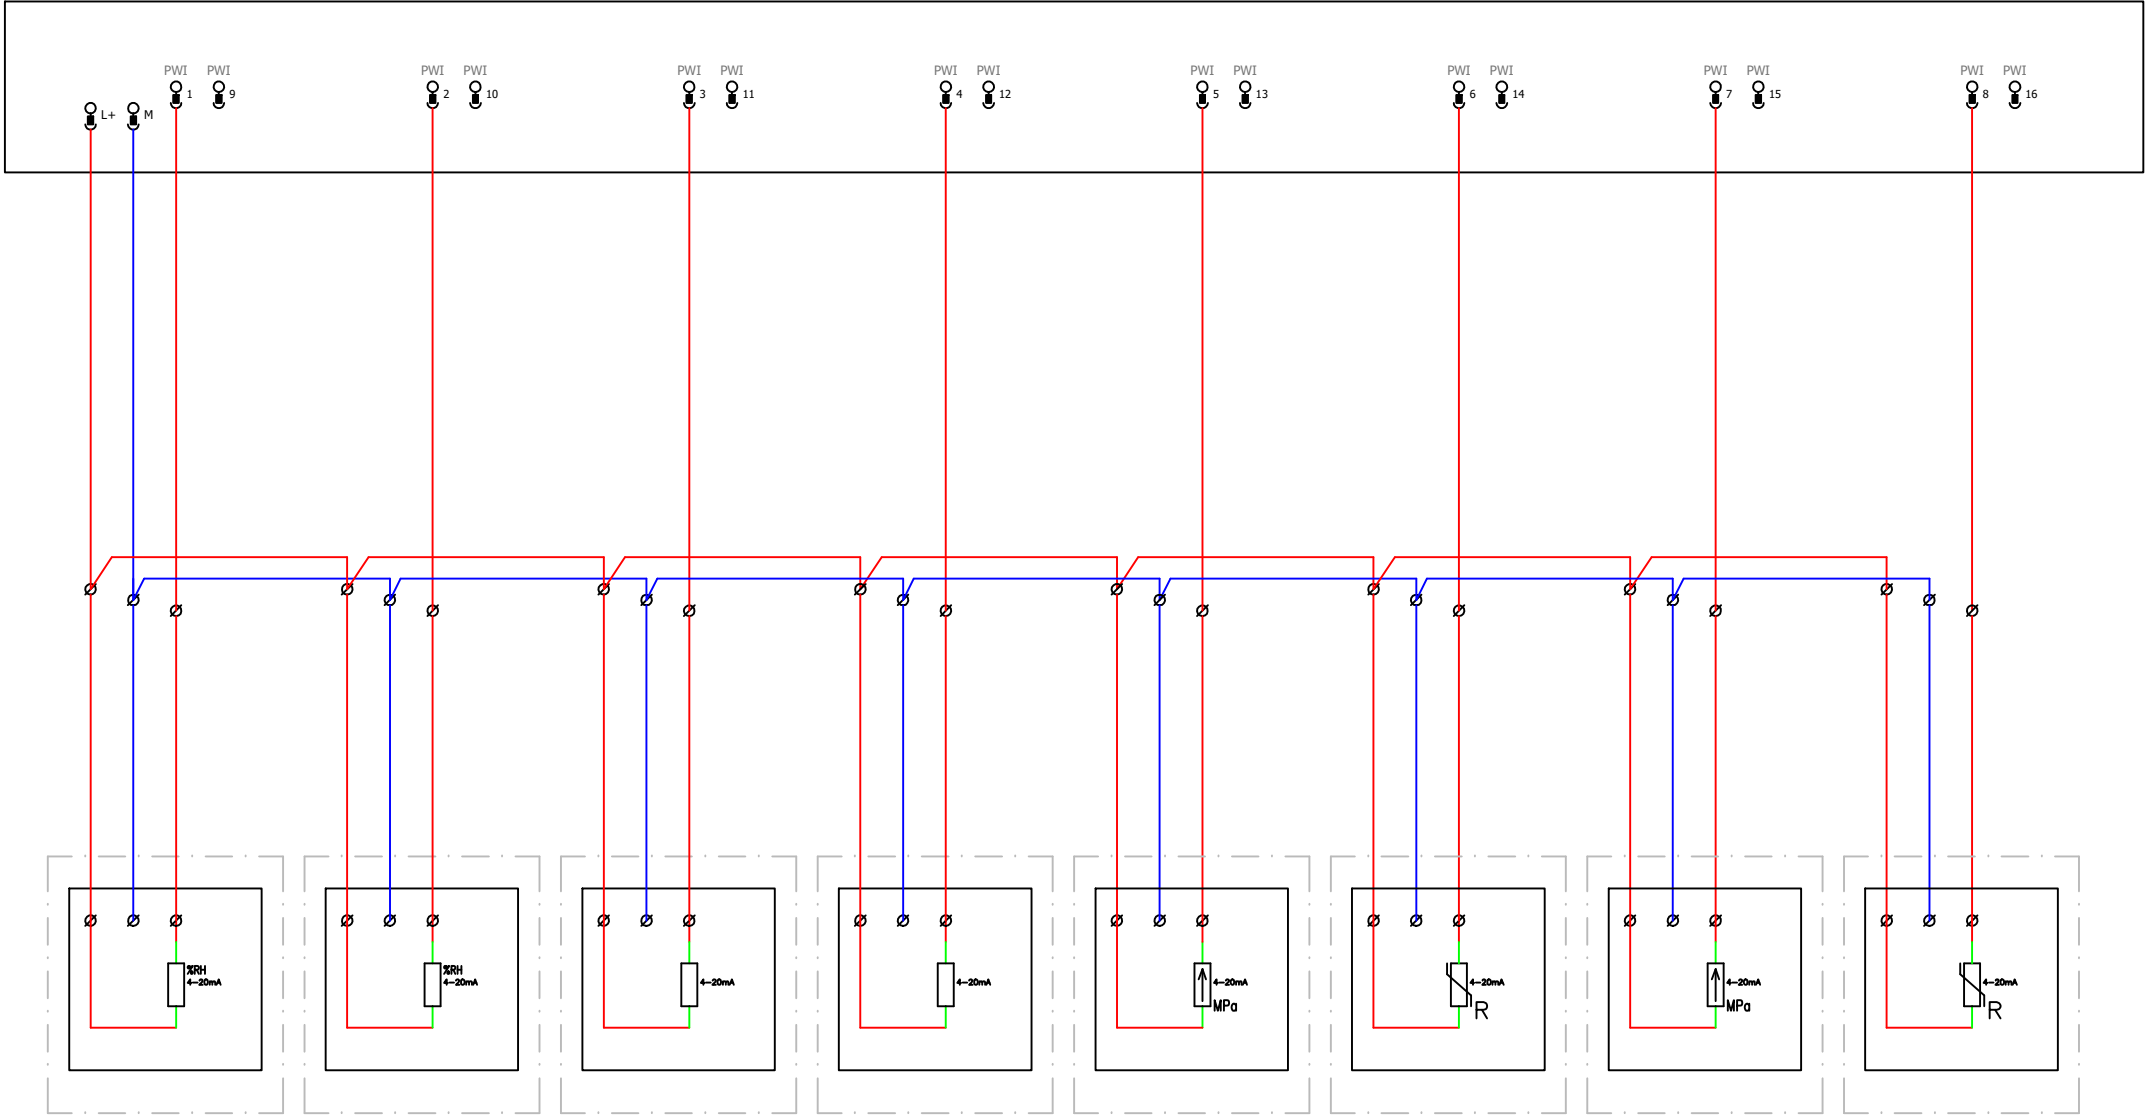 PWI PWI PWI PWI PWI PWI PWI PWI PWI PWI PWI PWI PWI PWI PWI PWI
1 9 2 10 3 11 4 12 5 13 6 14 7 15 8 16
L+ M
%RH %RH
4-20mA 4-20mA 4-20mA 4-20mA 4-20mA 4-20mA 4-20mA 4-20mA
MPa R MPa R